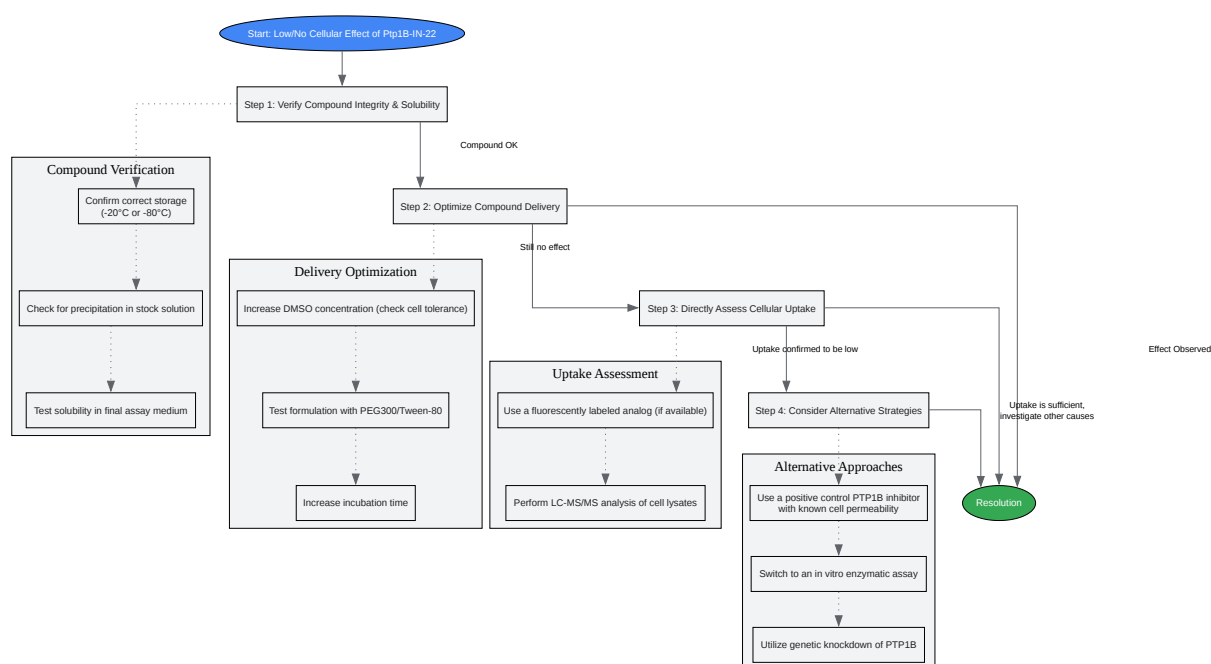 Start: Low/No Cellular Effect of Ptp1B-IN-22
Step 1: Verify Compound Integrity & Solubility
Compound OK
Compound Verification
Confirm correct storage
(-20°C or -80°C)
Check for precipitation in stock solution
Test solubility in final assay medium
Step 2: Optimize Compound Delivery
Still no effect
Delivery Optimization
Increase DMSO concentration (check cell tolerance)
Test formulation with PEG300/Tween-80
Increase incubation time
Step 3: Directly Assess Cellular Uptake
Uptake confirmed to be low
Effect Observed
Uptake Assessment
Use a fluorescently labeled analog (if available)
Perform LC-MS/MS analysis of cell lysates
Step 4: Consider Alternative Strategies
Uptake is sufficient,
investigate other causes
Alternative Approaches
Use a positive control PTP1B inhibitor
with known cell permeability
Switch to an in vitro enzymatic assay
Utilize genetic knockdown of PTP1B
Resolution